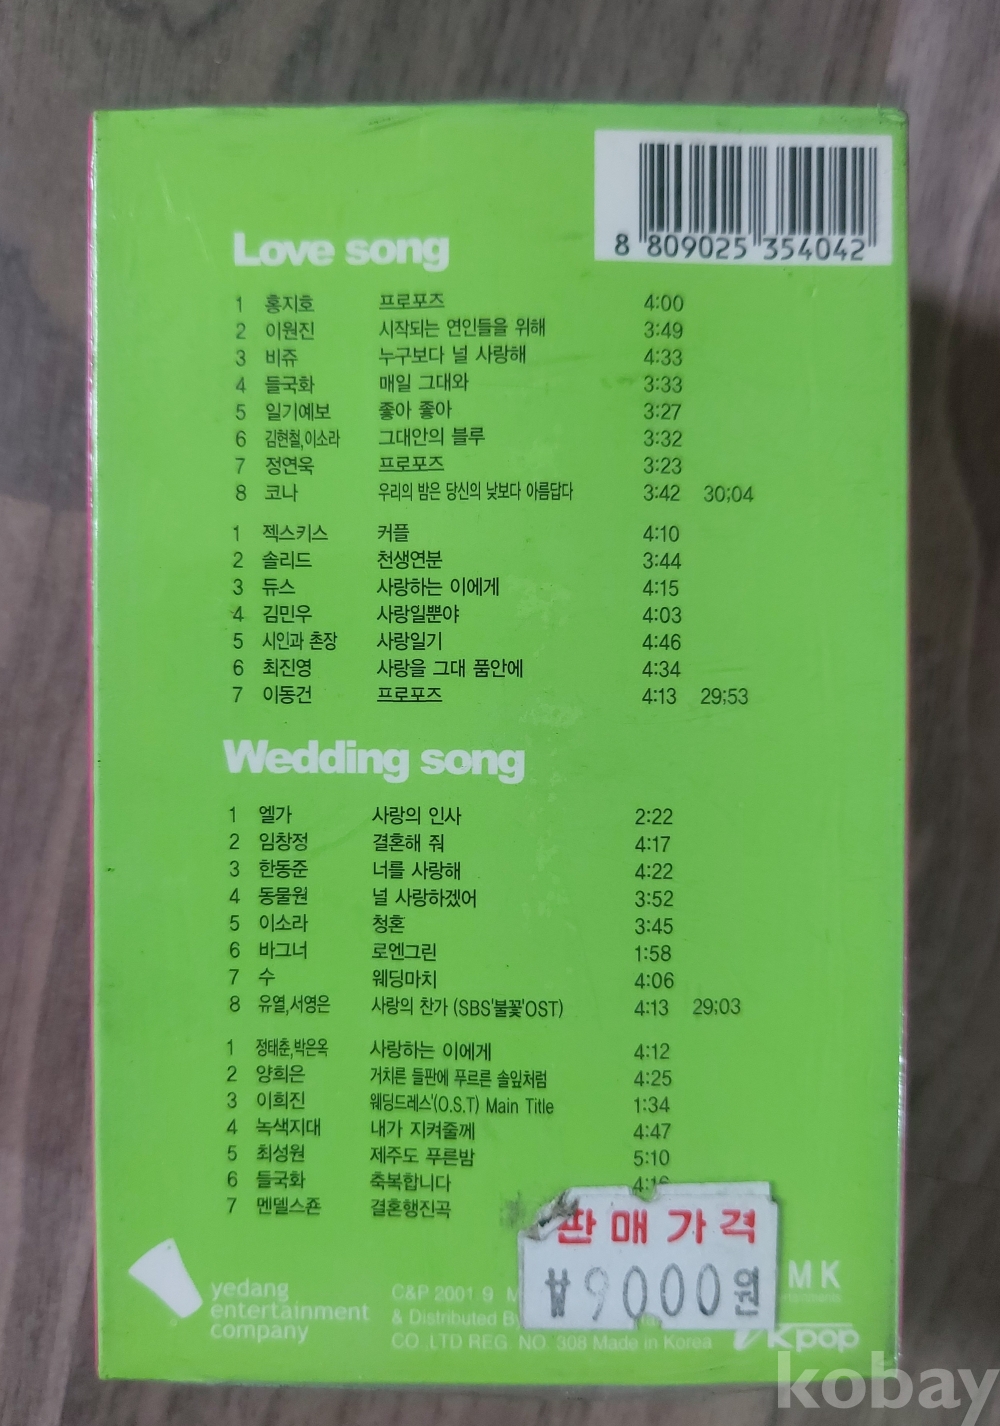 8 809025 354042
Love song
1 홍지호 프로포즈 4:00
2 이원진 시작되는 연인들을 위해 3:49
3 비쥬 누구보다 널 사랑해 4:33
4 들국화 매일 그대와 3:33
5 일기예보 좋아 좋아 3:27
6 김현철,이소라 그대안의 블루 3:32
7 정연욱 프로포즈 3:23
8 코나 우리의 밤은 당신의 낮보다 아름답다 3:42 30;04
1 젝스키스 커플 4:10
2 솔리드 천생연분 3:44
3 듀스 사랑하는 이에게 4:15
4 김민우 사랑일뿐야 4:03
5 시인과 촌장 사랑일기 4:46
6 최진영 사랑을 그대 품안에 4:34
7 이동건 프로포즈 4:13 29;53
Wedding song
1 엘가 사랑의 인사 2:22
2 임창정 결혼해 줘 4:17
3 한동준 너를 사랑해 4:22
4 동물원 널 사랑하겠어 3:52
5 이소라 청혼 3:45
6 바그너 로엔그린 1:58
7 수 웨딩마치 4:06
8 유열,서영은 사랑의 찬가 (SBS'불꽃'OST) 4:13 29;03
1 정태춘,박은옥 사랑하는 이에게 4:12
2 양희은 거치른 들판에 푸르른 솔잎처럼 4:25
3 이희진 웨딩드레스'(O.S.T) Main Title 1:34
4 녹색지대 내가 지켜줄께 4:47
5 최성원 제주도 푸른밤 5:10
6 들국화 축복합니다
7 멘델스죤 결혼행진곡
판매가격
₩9000원
yedang
entertainment
company
C&P 2001 9
& Distributed By
CO. LTD REG. NO. 308 Made in Korea
MK
Kpop
kobay